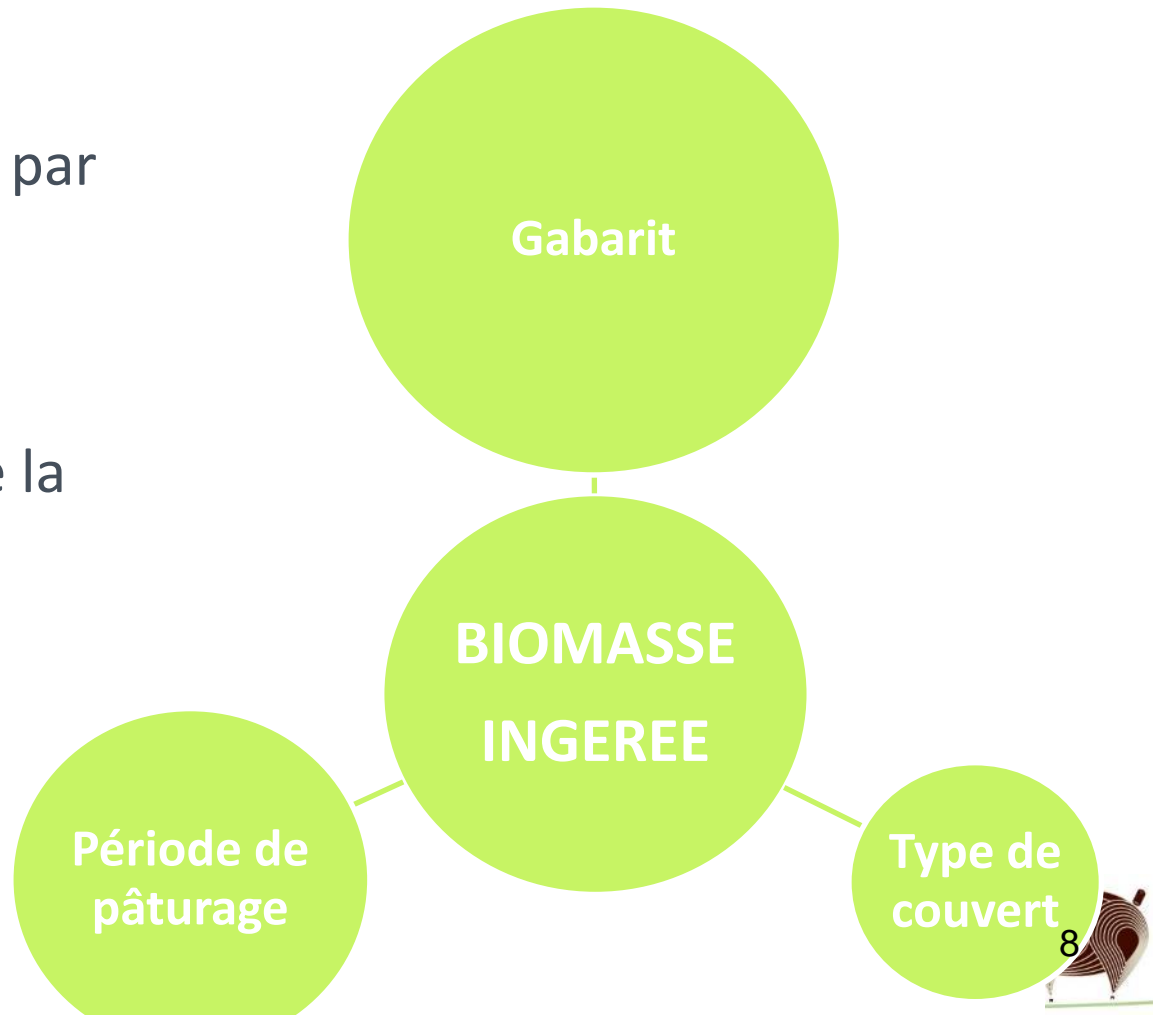 par
Gabarit
e la
BIOMASSE
INGEREE
Période de
pâturage
Type de
couvert
8